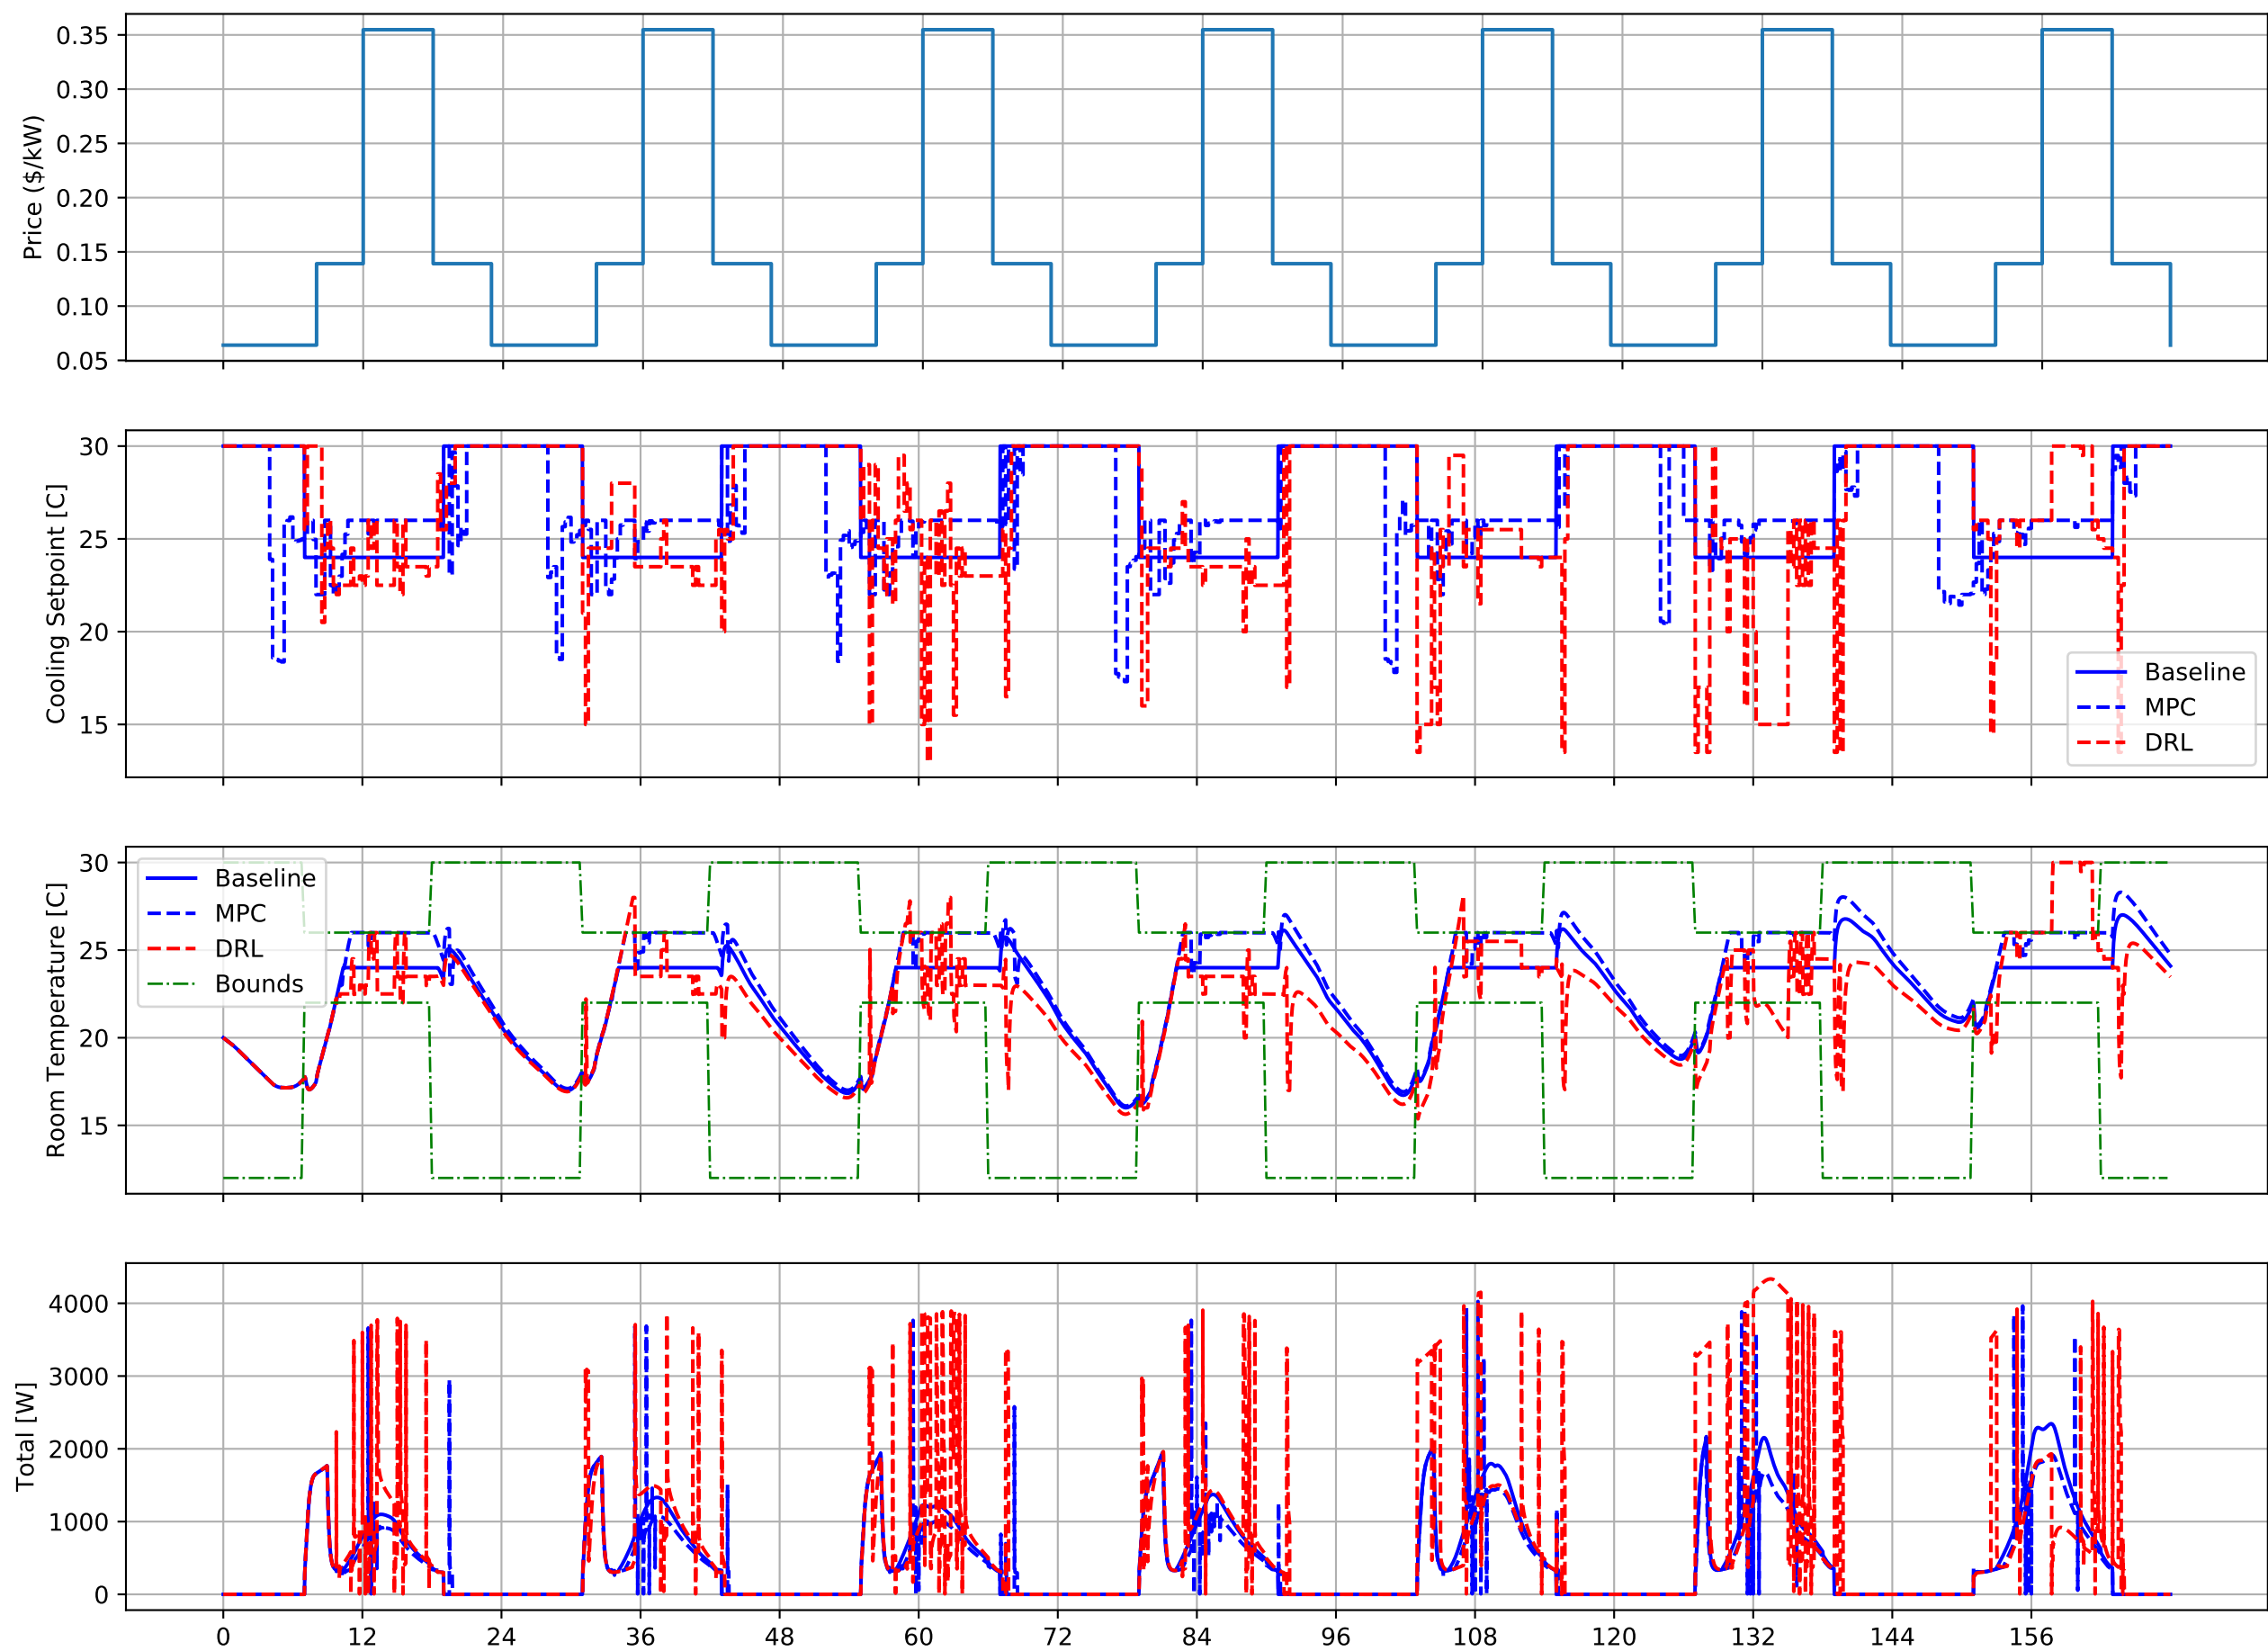 Price ($/kW)
0.35
0.30
0.25
0.20
0.15
0.10
0.05
Cooling Setpoint [C]
30
25
20
15
Baseline
MPC
DRL
Room Temperature [C]
30
25
20
15
Baseline
MPC
DRL
Bounds
Total [W]
4000
3000
2000
1000
0
0 12 24 36 48 60 72 84 96 108 120 132 144 156